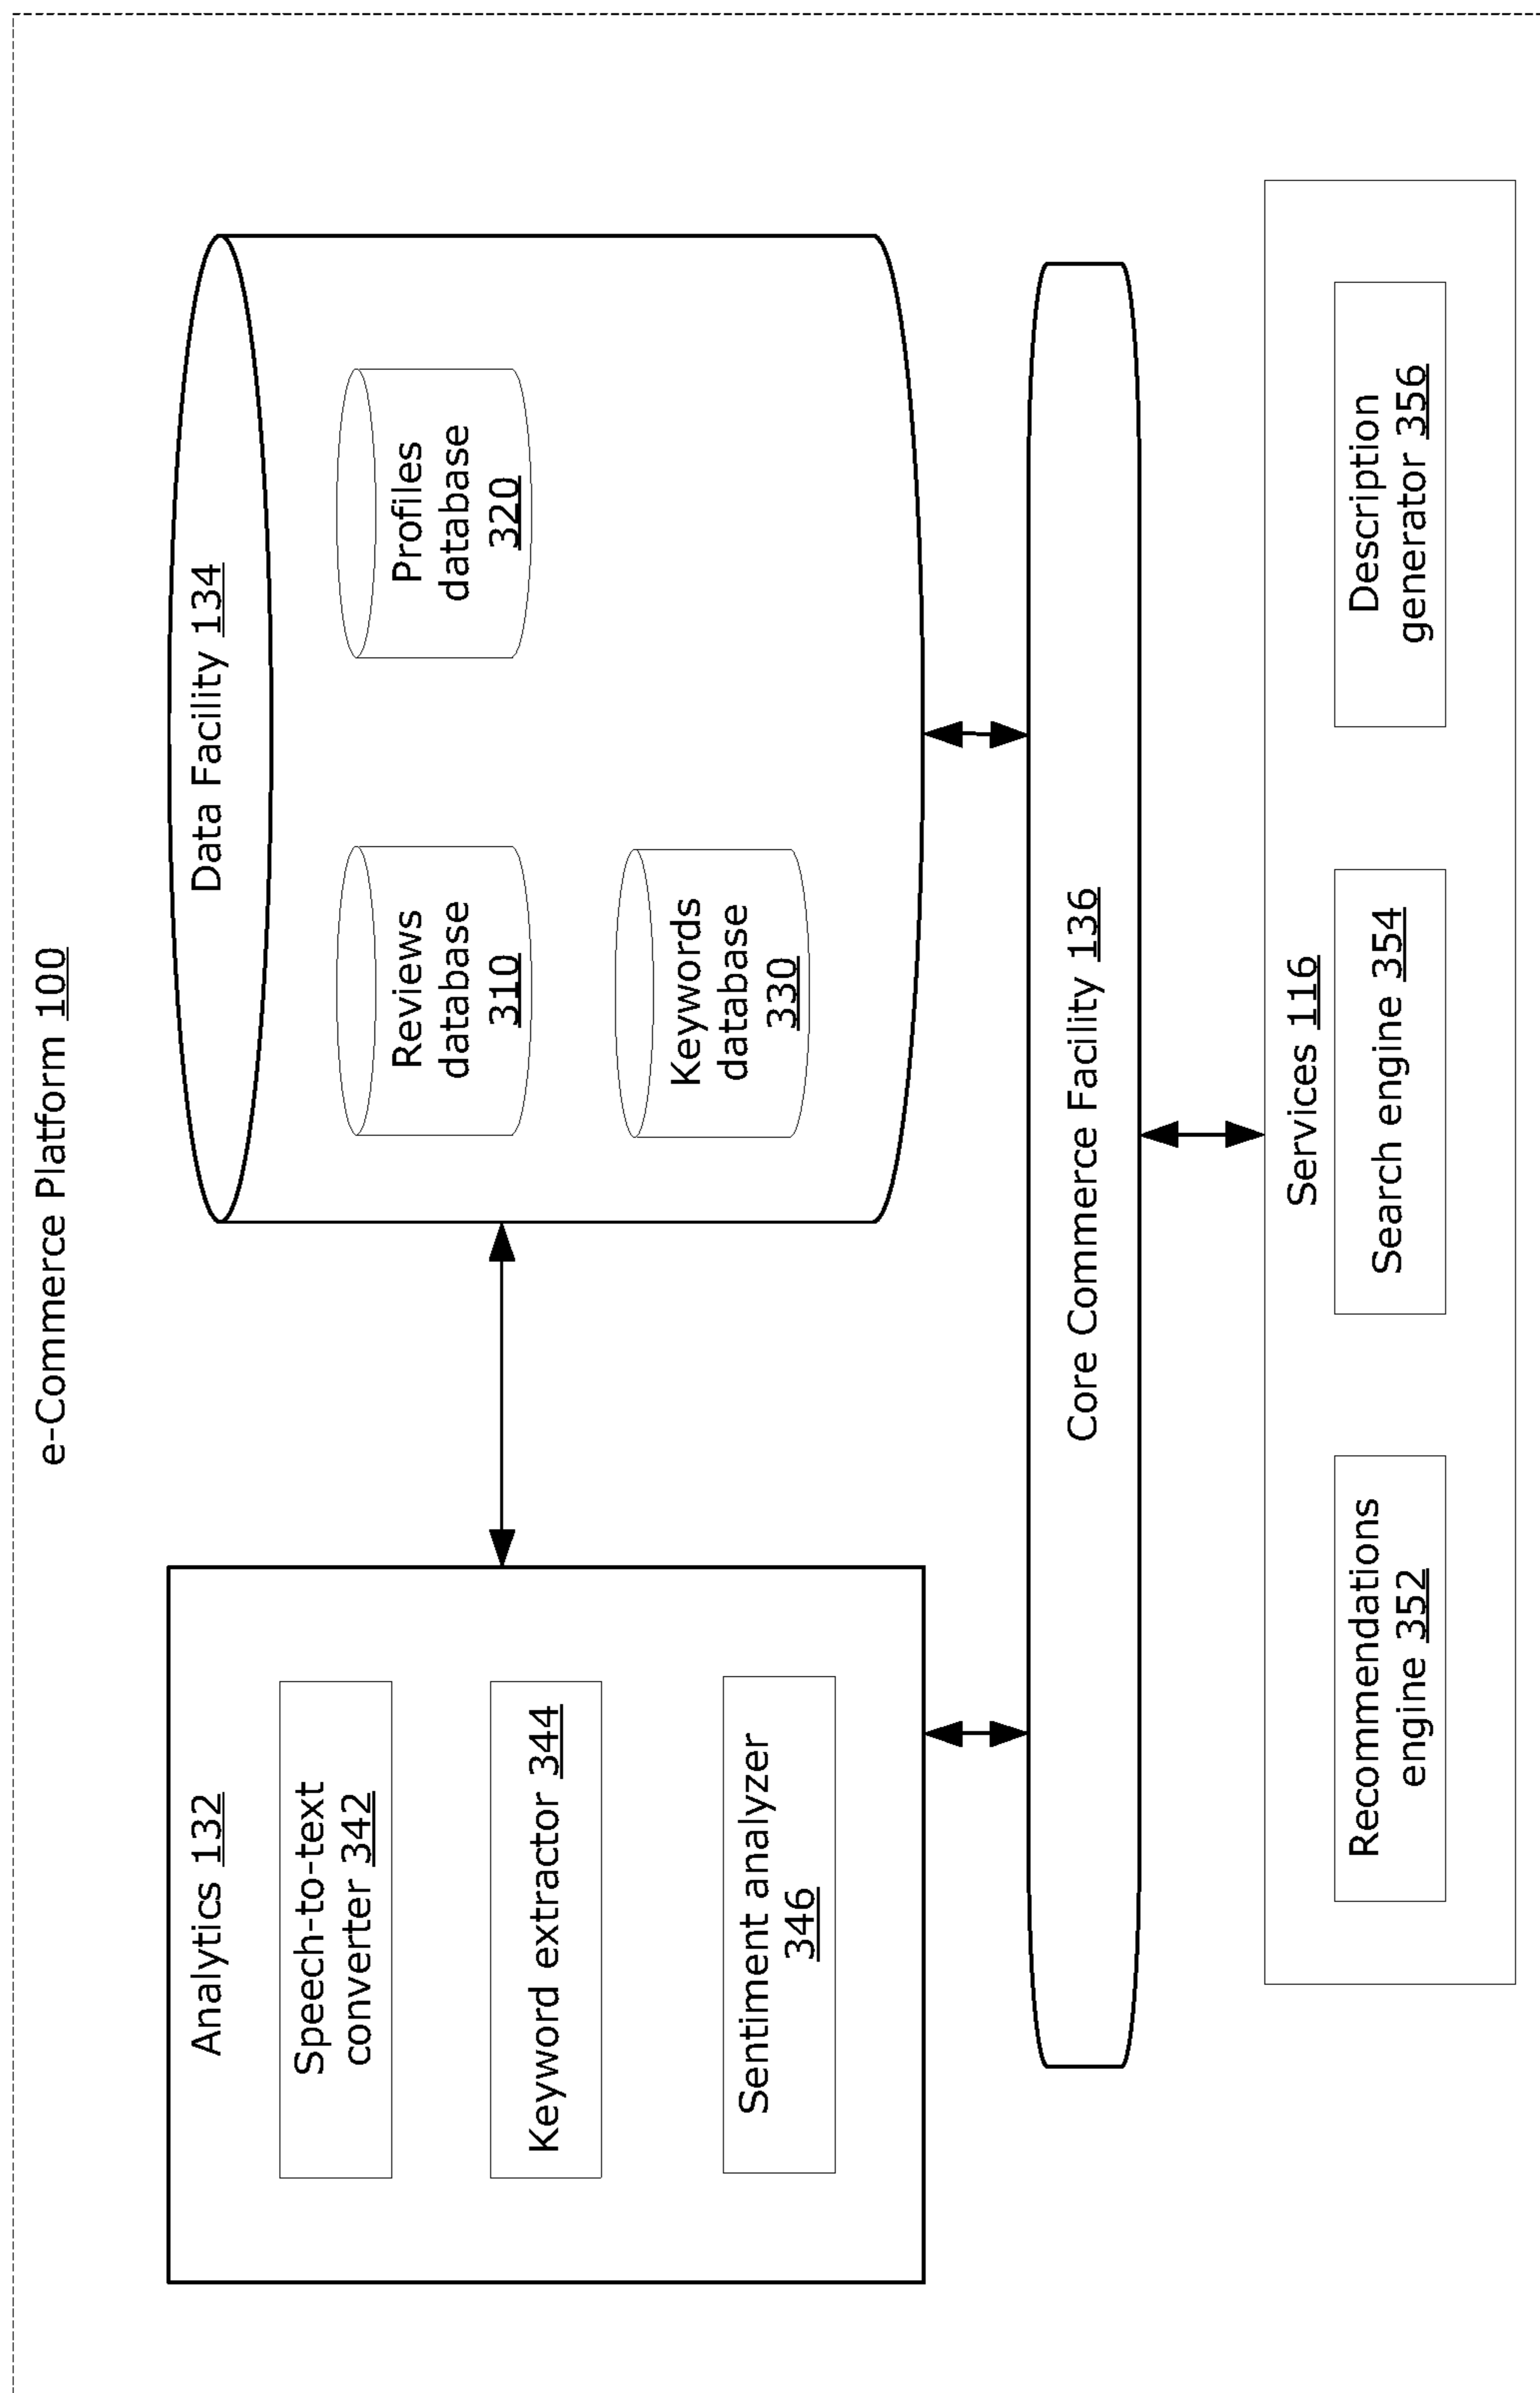 e-Commerce Platform 100
Analytics 132
Speech-to-text
converter 342
Keyword extractor 344
Sentiment analyzer
346
Data Facility 134
Reviews
database
310
Profiles
database
320
Keywords
database
330
Core Commerce Facility 136
Services 116
Recommendations
engine 352
Search engine 354
Description
generator 356